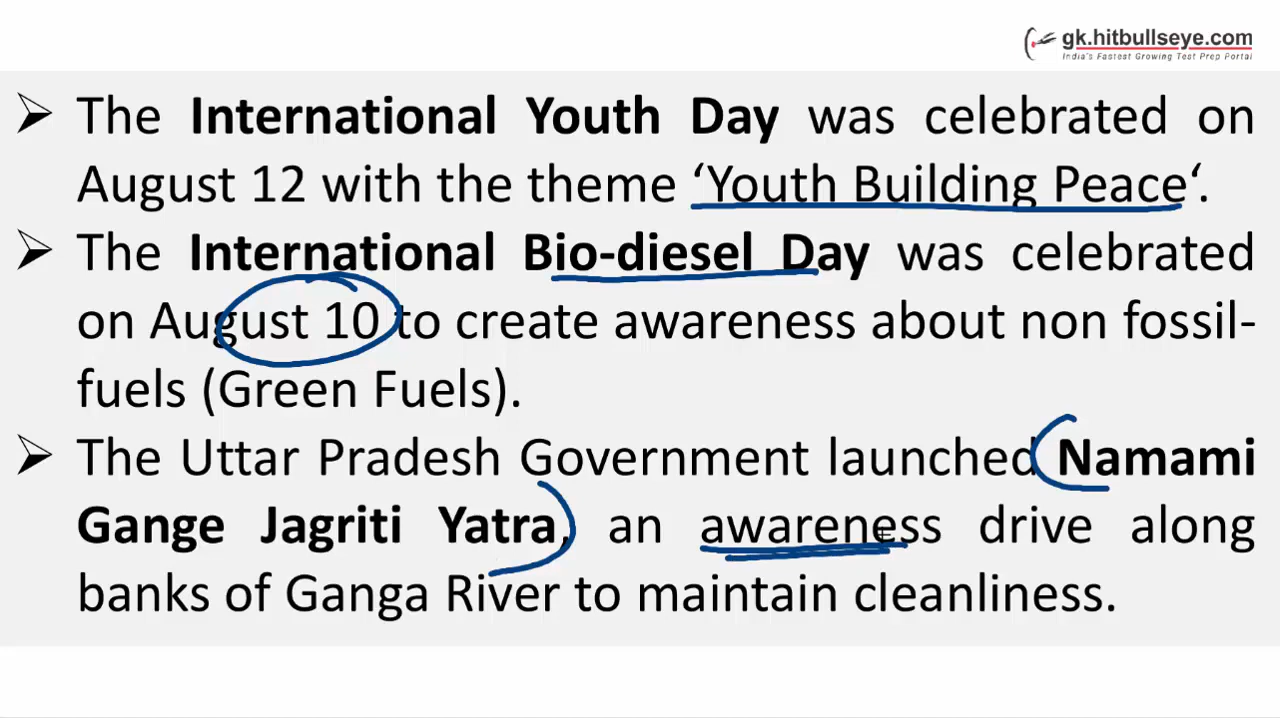 gk.hitbullseye.com
India's Fastest Growing Test Prep Portal
➢ The International Youth Day was celebrated on
August 12 with the theme ‘Youth Building Peace‘.
➢ The International Bio-diesel Day was celebrated
on August 10 to create awareness about non fossil-
fuels (Green Fuels).
➢ The Uttar Pradesh Government launched Namami
Gange Jagriti Yatra, an awareness drive along
banks of Ganga River to maintain cleanliness.